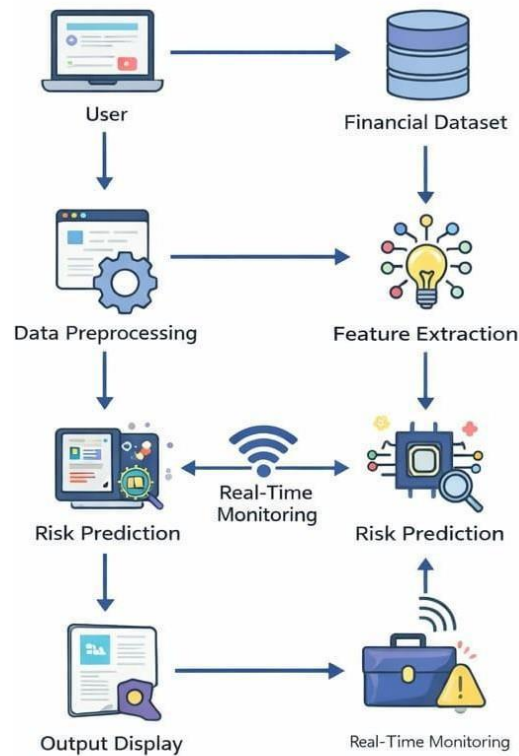 User
Financial Dataset
Data Preprocessing
Feature Extraction
Real-Time
Monitoring
Risk Prediction
Risk Prediction
Output Display
Real-Time Monitoring